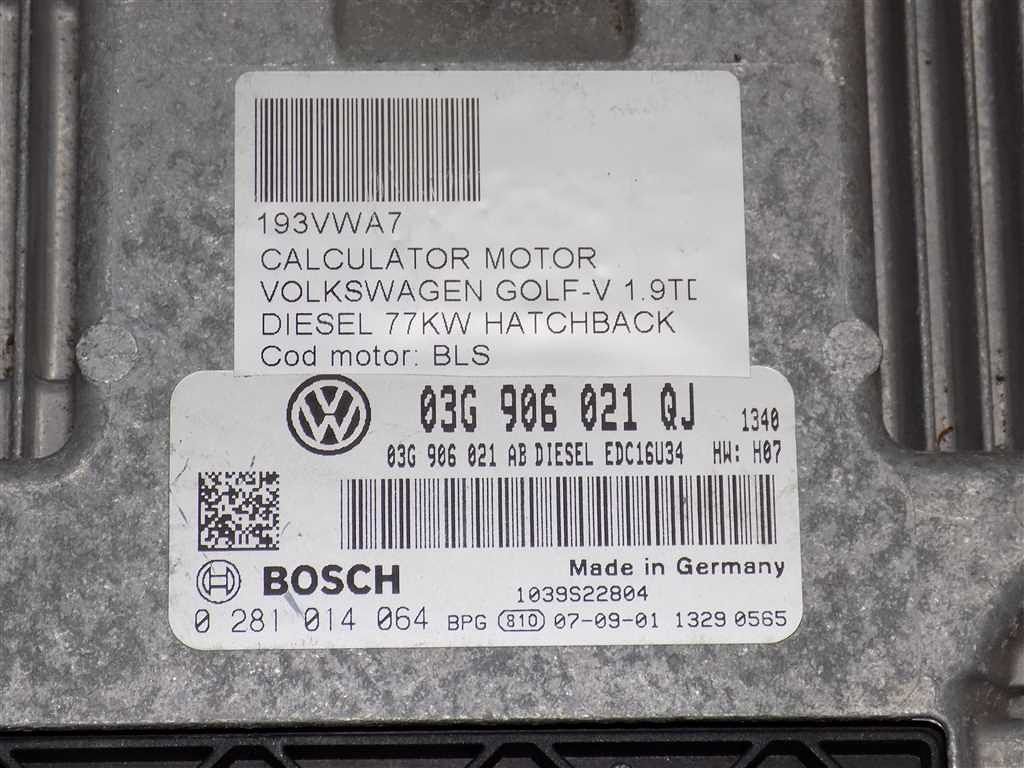 193VWA7
CALCULATOR MOTOR
VOLKSWAGEN GOLF-V 1.9TD
DIESEL 77KW HATCHBACK
Cod motor: BLS
03G 906 021 QJ 1340
03G 906 021 AB DIESEL EDC16U34 HW: H07
BOSCH Made in Germany
1039S22804
0 281 014 064 BPG 810 07-09-01 1329 0565